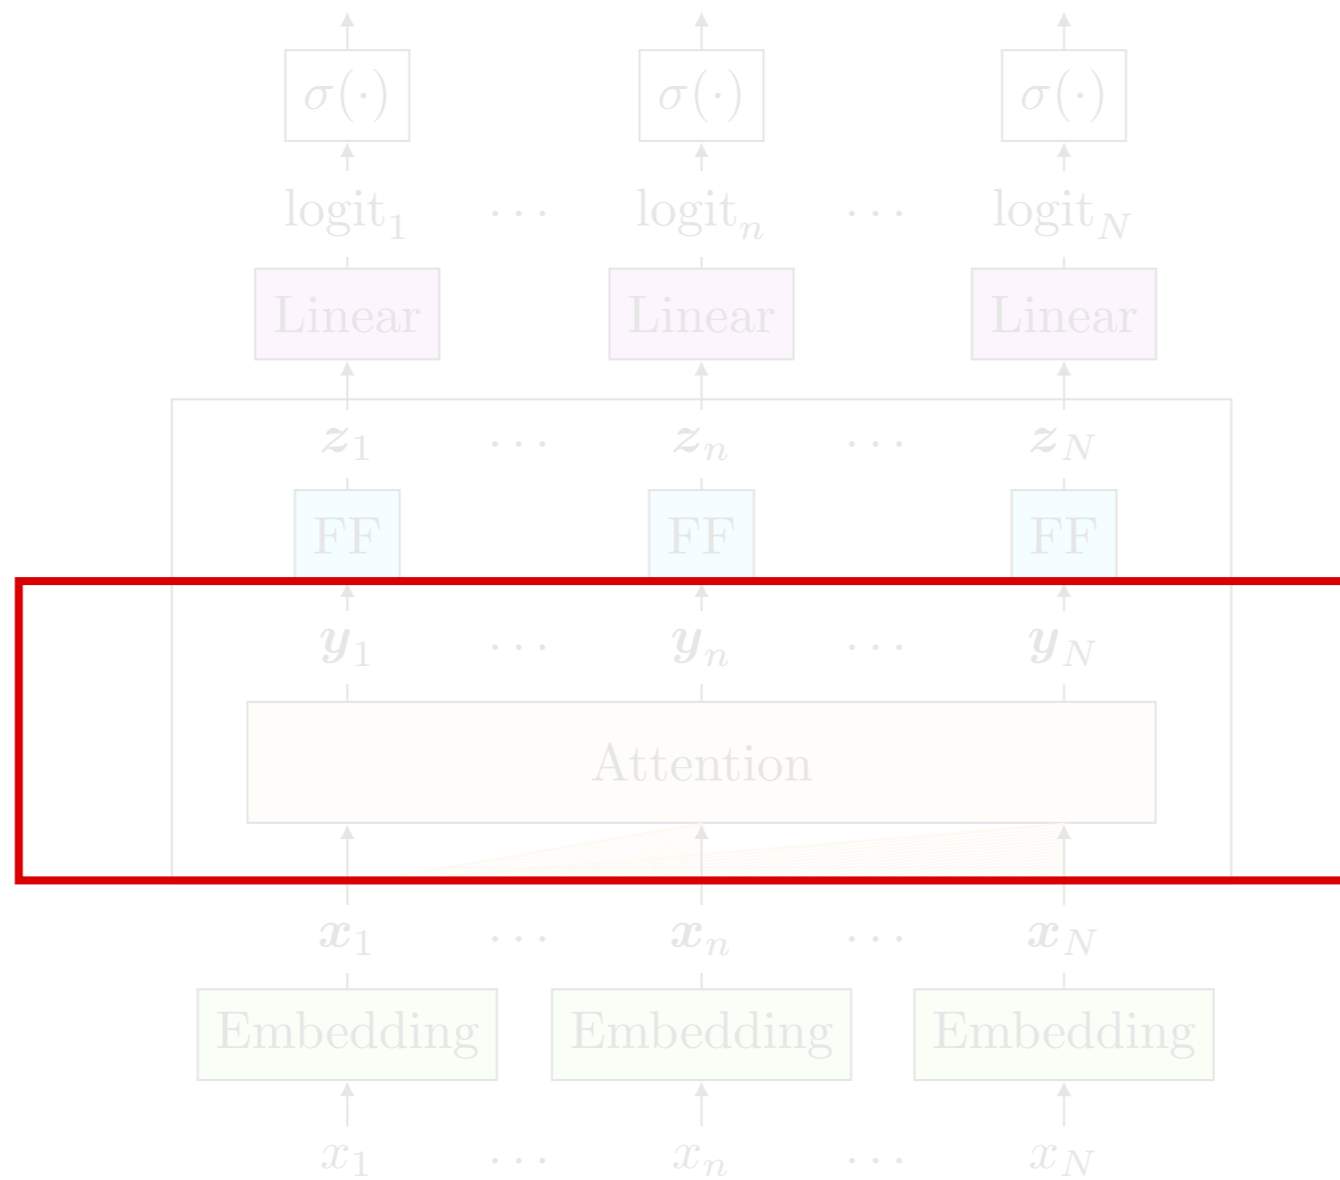 σ(·) σ(·) σ(·)
logit₁ ··· logitₙ ··· logit_N
Linear Linear Linear
z₁ ··· zₙ ··· z_N
FF FF FF
y₁ ··· yₙ ··· y_N
Attention
x₁ ··· xₙ ··· x_N
Embedding Embedding Embedding
x₁ ··· xₙ ··· x_N